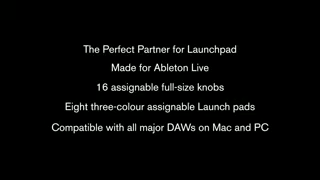 The Perfect Partner for Launchpad
Made for Ableton Live
16 assignable full-size knobs
Eight three-colour assignable Launch pads
Compatible with all major DAWs on Mac and PC